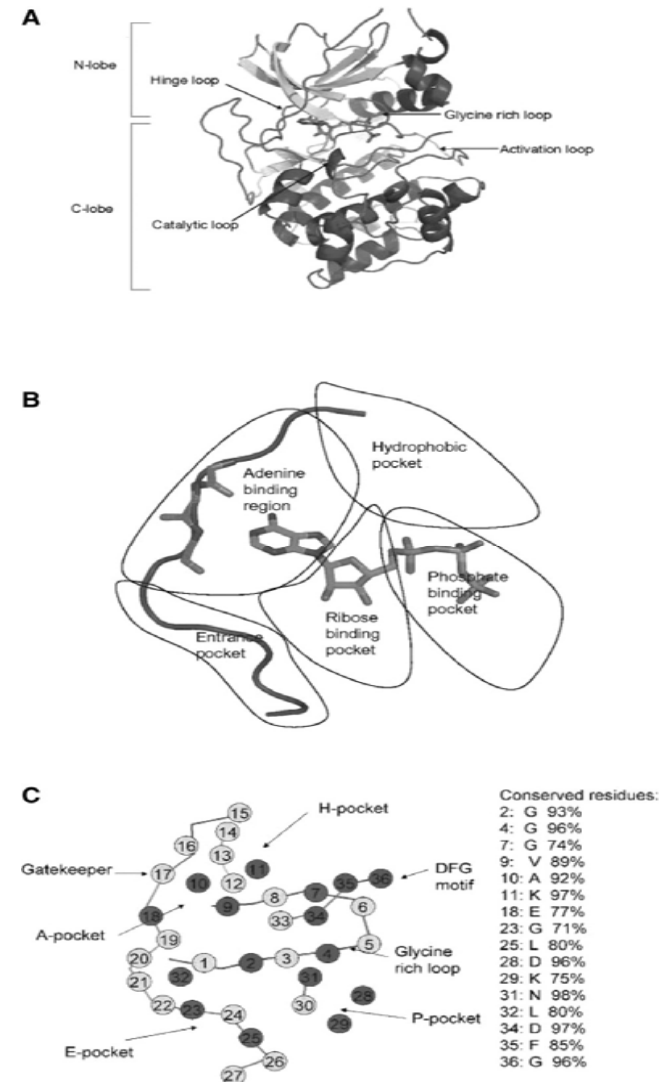 A
N-lobe
Hinge loop
Glycine rich loop
Activation loop
C-lobe
Catalytic loop
B
Hydrophobic
pocket
Adenine
binding
region
Phosphate
binding
pocket
Ribose
binding
pocket
Entrance
pocket
C
Conserved residues:
2: G 93%
4: G 96%
7: G 74%
9: V 89%
10: A 92%
11: K 97%
18: E 77%
23: G 71%
25: L 80%
28: D 96%
29: K 75%
31: N 98%
32: L 80%
34: D 97%
35: F 85%
36: G 96%
H-pocket
Gatekeeper
DFG
motif
A-pocket
Glycine
rich loop
P-pocket
E-pocket
15
14
16
13
11
17
10
12
35
36
8
7
9
6
18
33
34
19
5
20
1
2
3
4
32
31
21
28
22
23
24
30
29
25
26
27